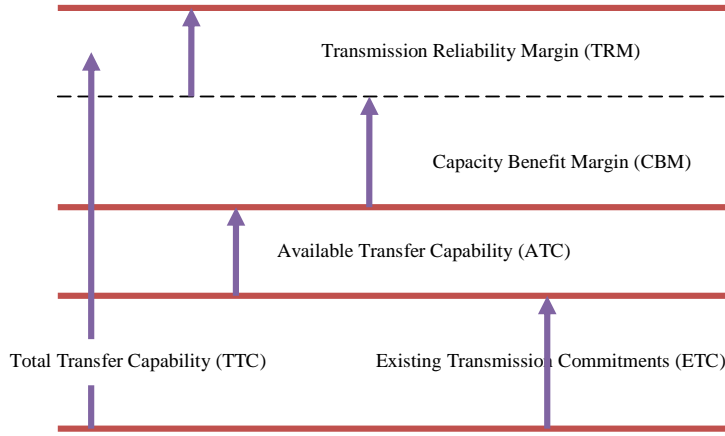 Transmission Reliability Margin (TRM)
Capacity Benefit Margin (CBM)
Available Transfer Capability (ATC)
Total Transfer Capability (TTC)
Existing Transmission Commitments (ETC)